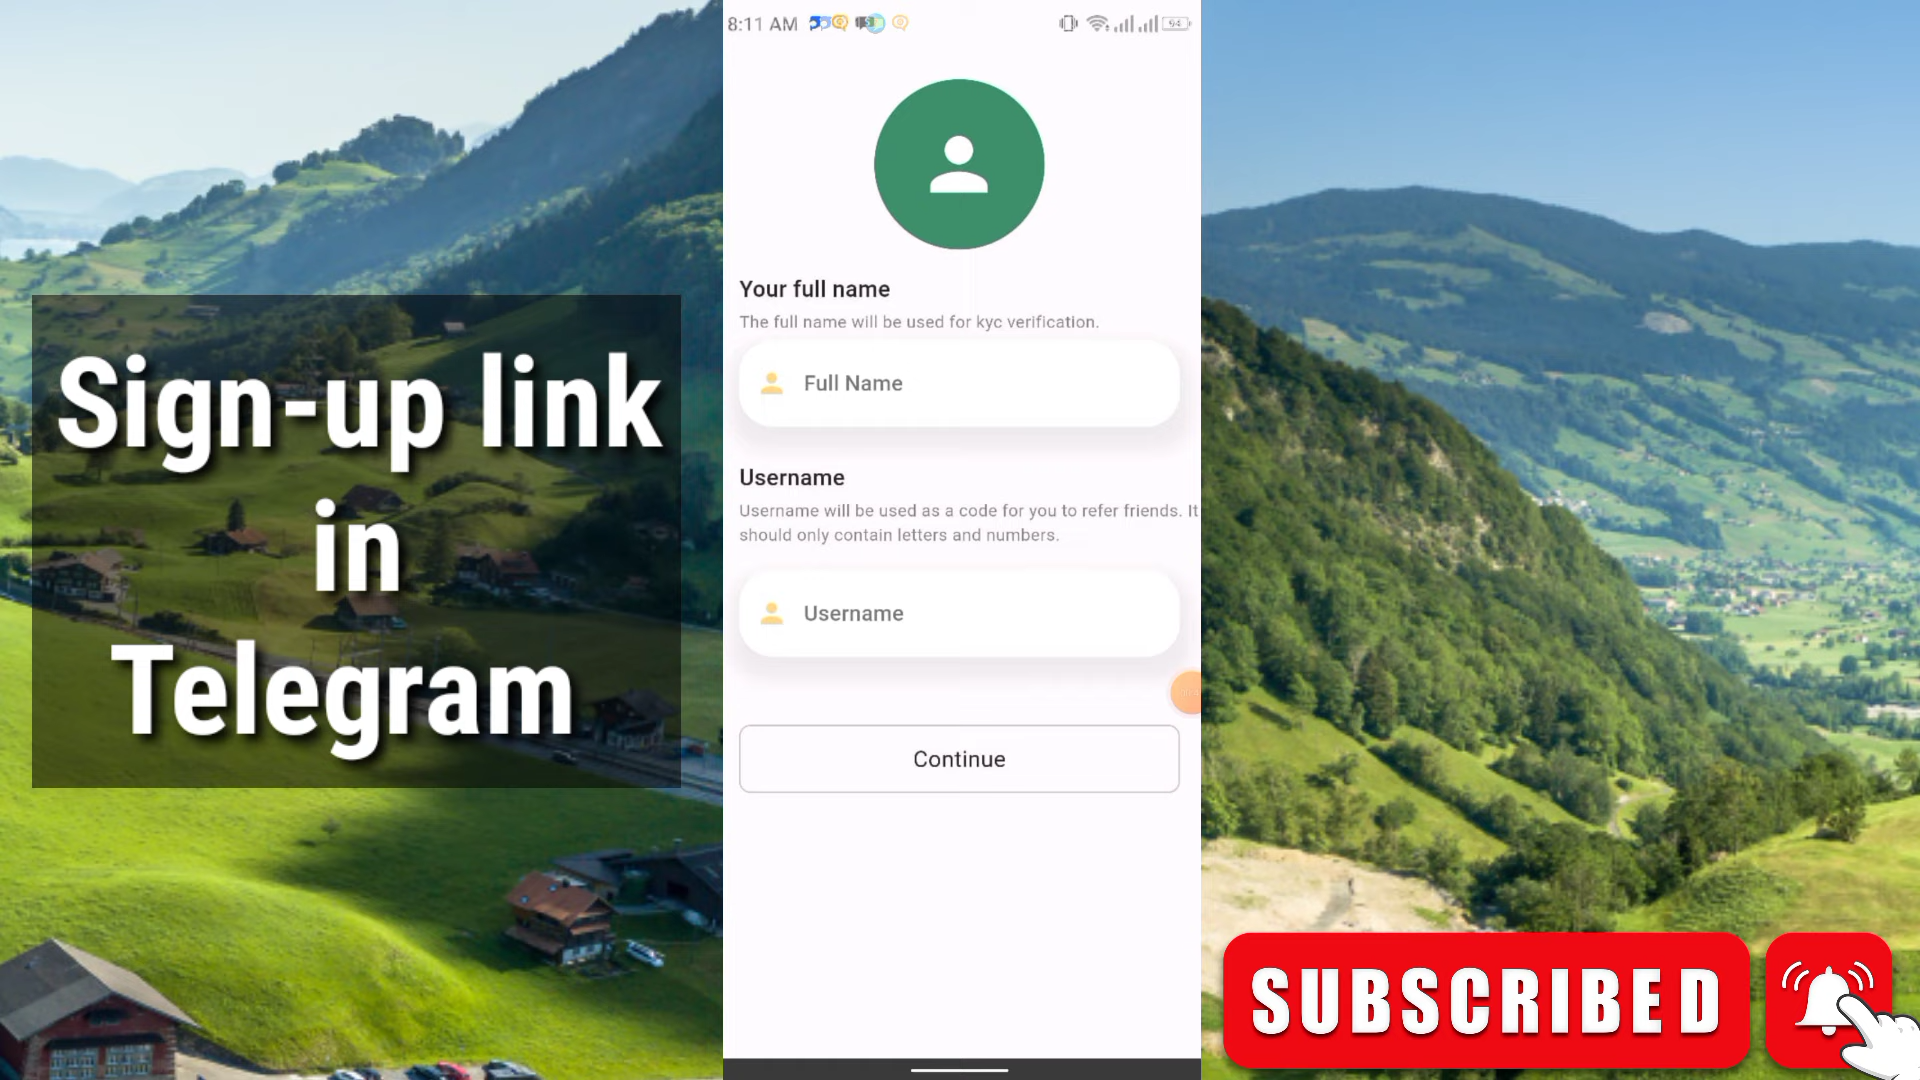 8:11 AM
94
Sign-up link
in
Telegram
Your full name
The full name will be used for kyc verification.
Full Name
Username
Username will be used as a code for you to refer friends. It
should only contain letters and numbers.
Username
Continue
SUBSCRIBED